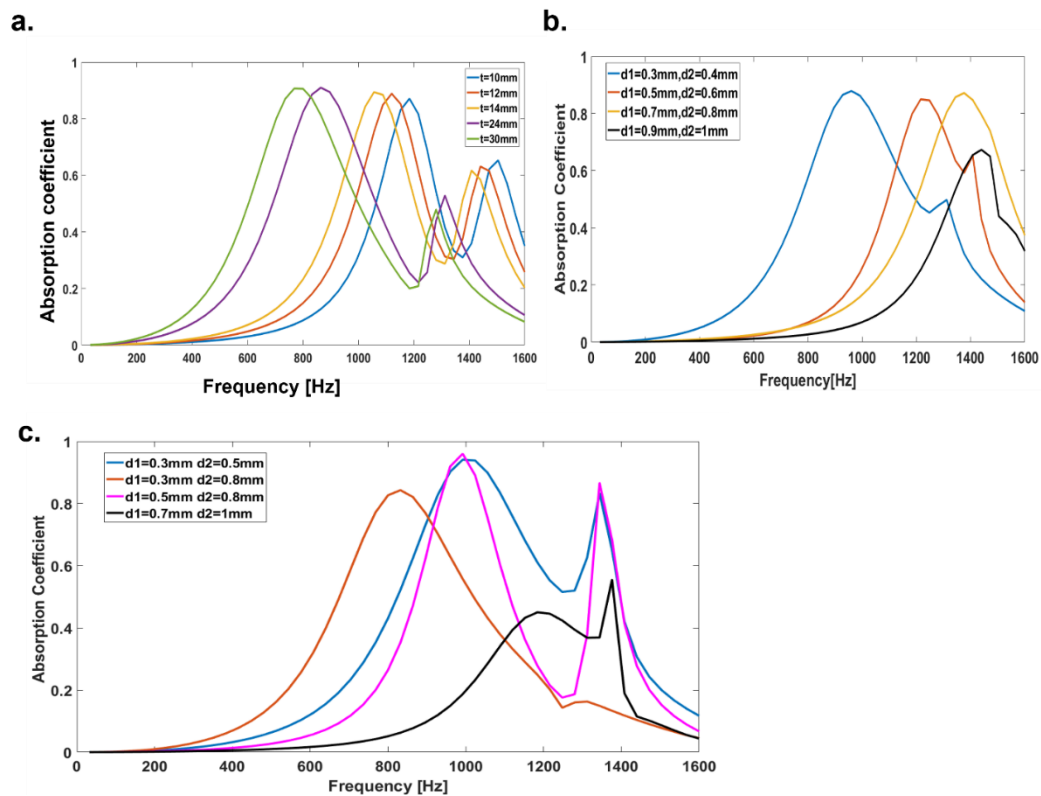 a.
1
0.8
0.6
0.4
0.2
0
0 200 400 600 800 1000 1200 1400 1600
Absorption coefficient
Frequency [Hz]
t=10mm
t=12mm
t=14mm
t=24mm
t=30mm
b.
1
0.8
0.6
0.4
0.2
0
0 200 400 600 800 1000 1200 1400 1600
Absorption Coefficient
Frequency[Hz]
d1=0.3mm,d2=0.4mm
d1=0.5mm,d2=0.6mm
d1=0.7mm,d2=0.8mm
d1=0.9mm,d2=1mm
c.
1
0.8
0.6
0.4
0.2
0
0 200 400 600 800 1000 1200 1400 1600
Absorption Coefficient
Frequency [Hz]
d1=0.3mm d2=0.5mm
d1=0.3mm d2=0.8mm
d1=0.5mm d2=0.8mm
d1=0.7mm d2=1mm